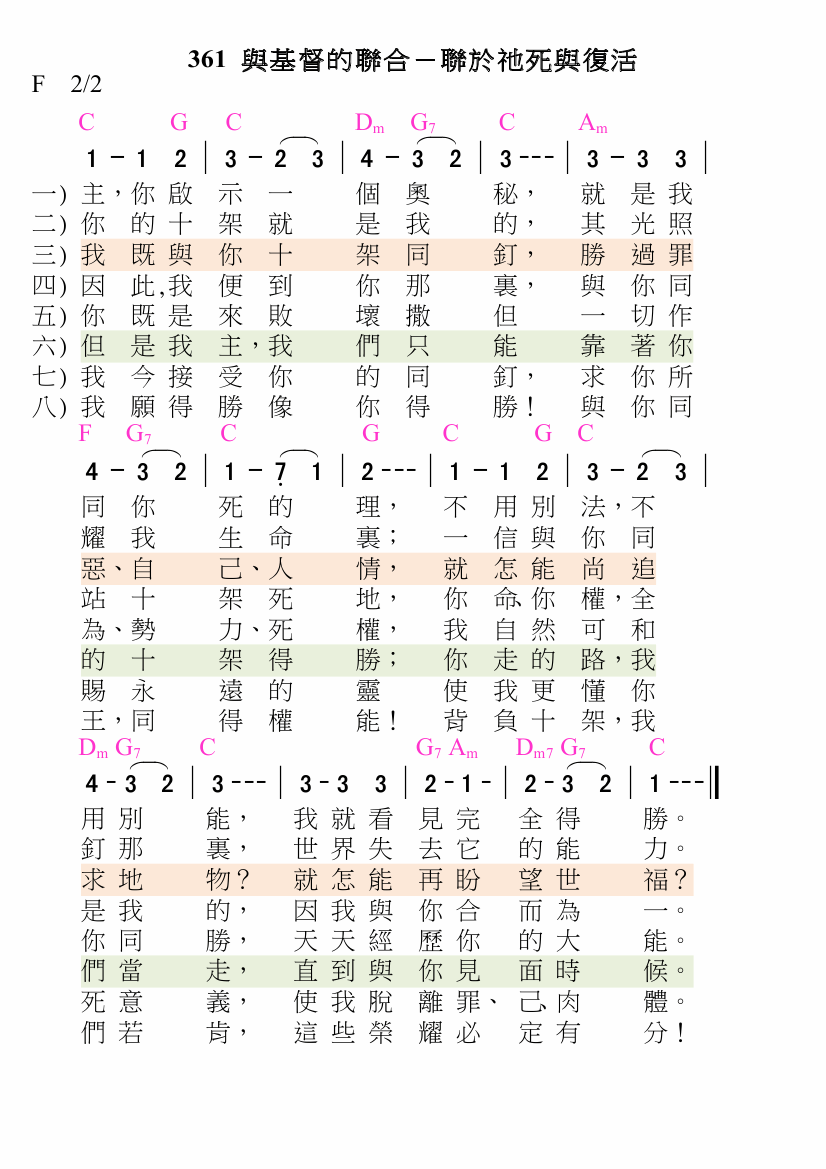 361 與基督的聯合－聯於祂死與復活
F 2/2
C G C Dm G7 C Am
1 - 1 2 | 3 - 2 3 | 4 - 3 2 | 3 --- | 3 - 3 3 |
一) 主，你啟示一個奧秘，就是我
二) 你的十架就是我的，其光照
三) 我既與你十架同釘，勝過罪
四) 因此,我便到你那裏，與你同
五) 你既是來敗壞撒但一切作
六) 但是我主，我們只能靠著你
七) 我今接受你的同釘，求你所
八) 我願得勝像你得勝！與你同
F G7 C G C G C
4 - 3 2 | 1 - 7̣ 1 | 2 --- | 1 - 1 2 | 3 - 2 3 |
同你死的理，不用別法，不
耀我生命裏；一信與你同
惡、自己、人情，就怎能尚追
站十架死地，你命、你權，全
為、勢力、死權，我自然可和
的十架得勝；你走的路，我
賜永遠的靈使我更懂你
王，同得權能！背負十架，我
Dm G7 C G7 Am Dm7 G7 C
4 - 3 2 | 3 --- | 3 - 3 3 | 2 - 1 - | 2 - 3 2 | 1 --- ||
用別能，我就看見完全得勝。
釘那裏，世界失去它的能力。
求地物？就怎能再盼望世福？
是我的，因我與你合而為一。
你同勝，天天經歷你的大能。
們當走，直到與你見面時候。
死意義，使我脫離罪、己、肉體。
們若肯，這些榮耀必定有分！